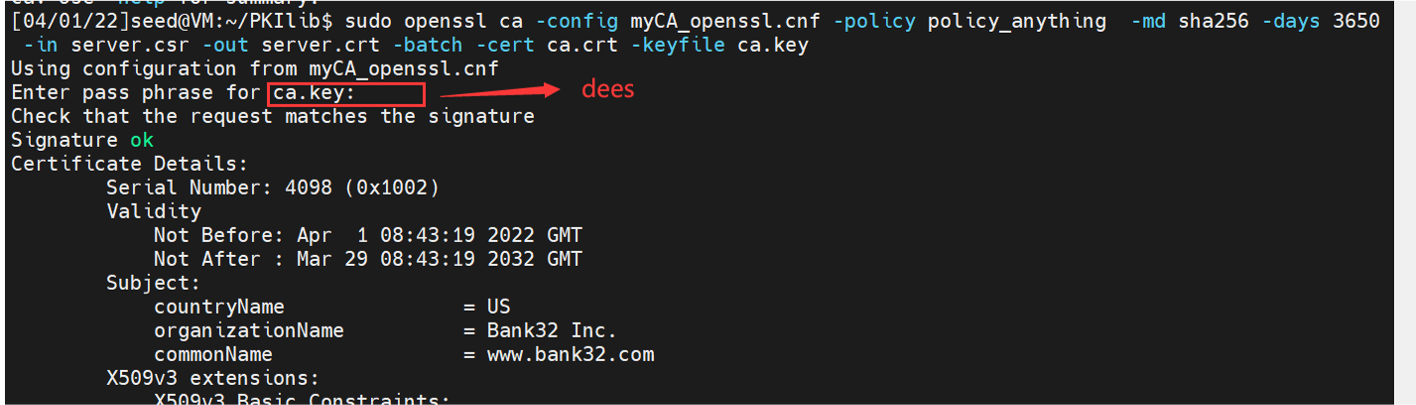 [04/01/22]seed@VM:~/PKIlib$ sudo openssl ca -config myCA_openssl.cnf -policy policy_anything  -md sha256 -days 3650
 -in server.csr -out server.crt -batch -cert ca.crt -keyfile ca.key
Using configuration from myCA_openssl.cnf
Enter pass phrase for ca.key: dees
Check that the request matches the signature
Signature ok
Certificate Details:
        Serial Number: 4098 (0x1002)
        Validity
            Not Before: Apr  1 08:43:19 2022 GMT
            Not After : Mar 29 08:43:19 2032 GMT
        Subject:
            countryName               = US
            organizationName          = Bank32 Inc.
            commonName                = www.bank32.com
        X509v3 extensions:
            X509v3 Basic Constraints: